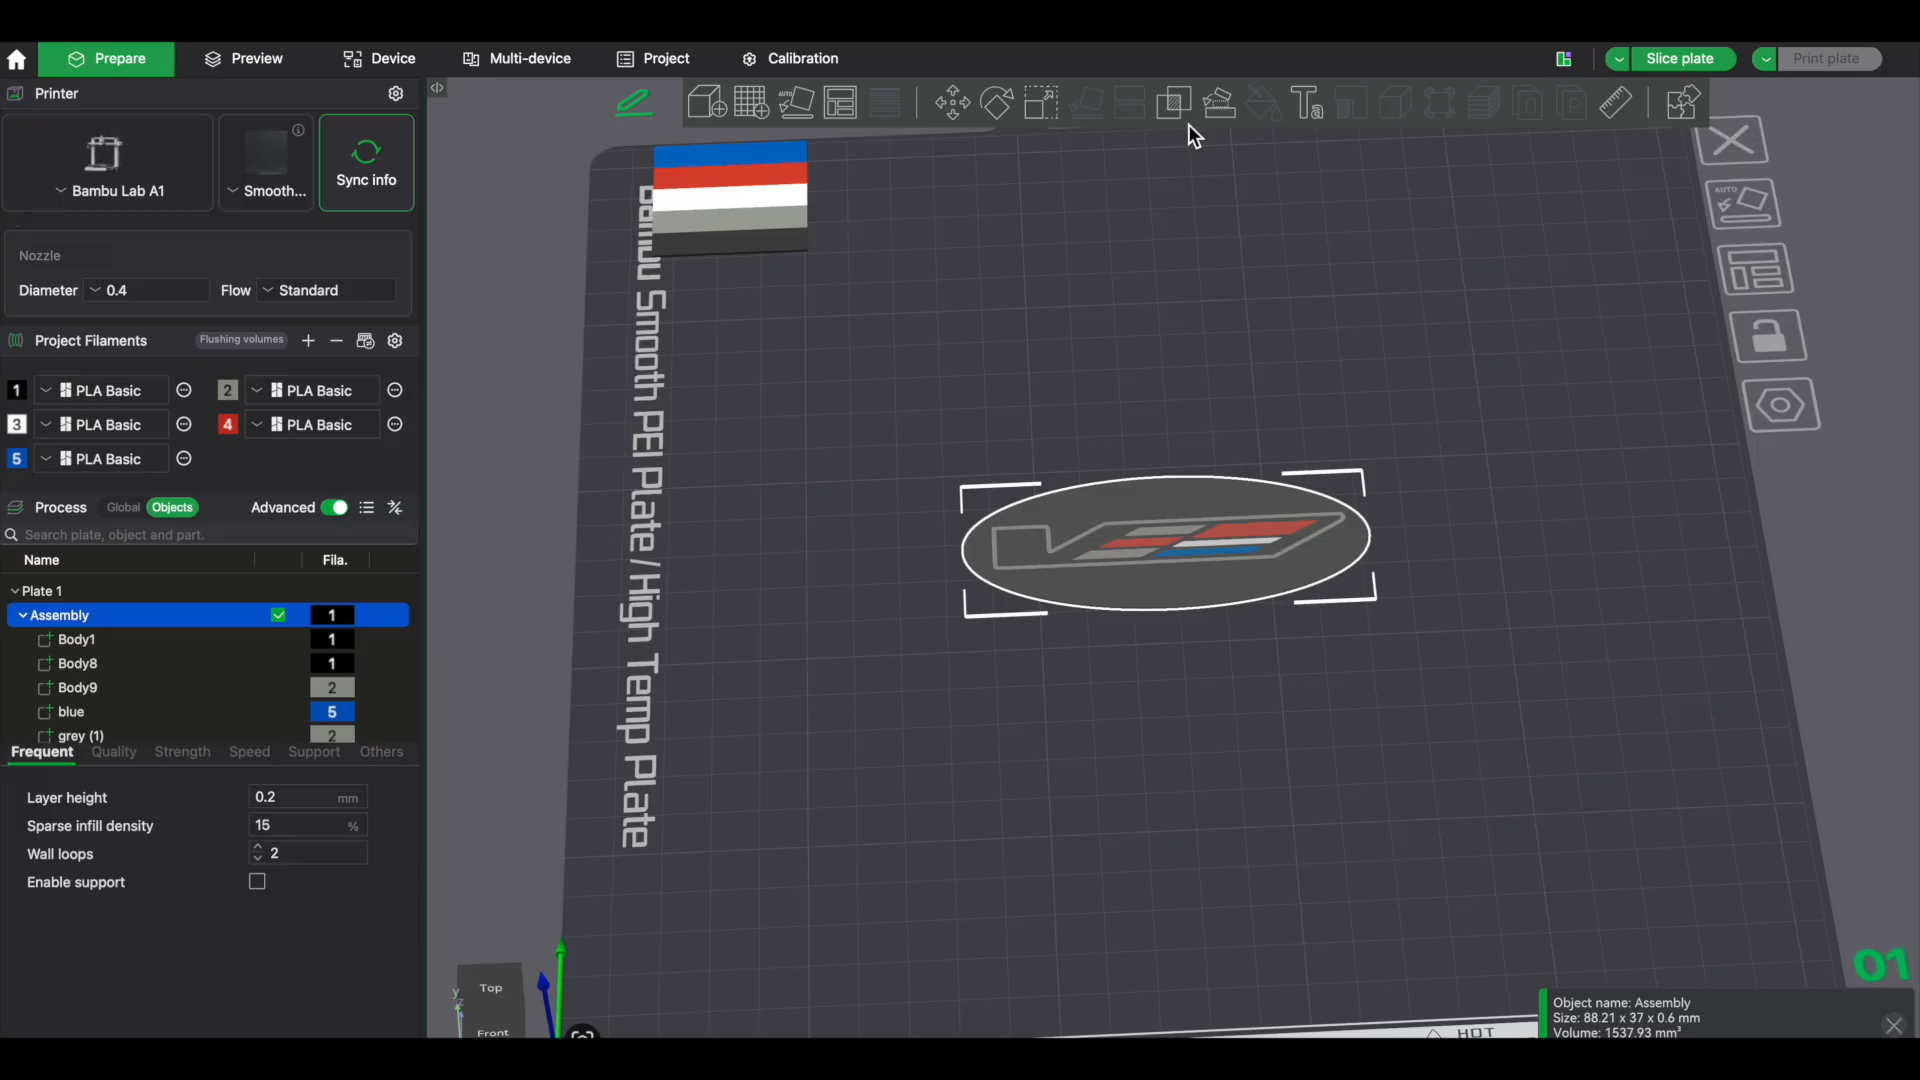 Prepare
Preview
Device
Multi-device
Project
Calibration
Slice plate
Print plate
Printer
Bambu Lab A1
Smooth...
Sync info
Nozzle
Diameter
0.4
Flow
Standard
Project Filaments
Flushing volumes
1
PLA Basic
2
PLA Basic
3
PLA Basic
4
PLA Basic
5
PLA Basic
Process
Global
Objects
Advanced
Search plate, object and part.
Name
Fila.
Plate 1
Assembly
1
Body1
1
Body8
1
Body9
2
blue
5
grey (1)
2
Frequent
Quality
Strength
Speed
Support
Others
Layer height
0.2
mm
Sparse infill density
15
%
Wall loops
2
Enable support
AUTO
Ta
Bambu Smooth PEI Plate/High Temp Plate
AUTO
Top
Front
y
z
HOT
01
Object name: Assembly
Size: 88.21 x 37 x 0.6 mm
Volume: 1537.93 mm³